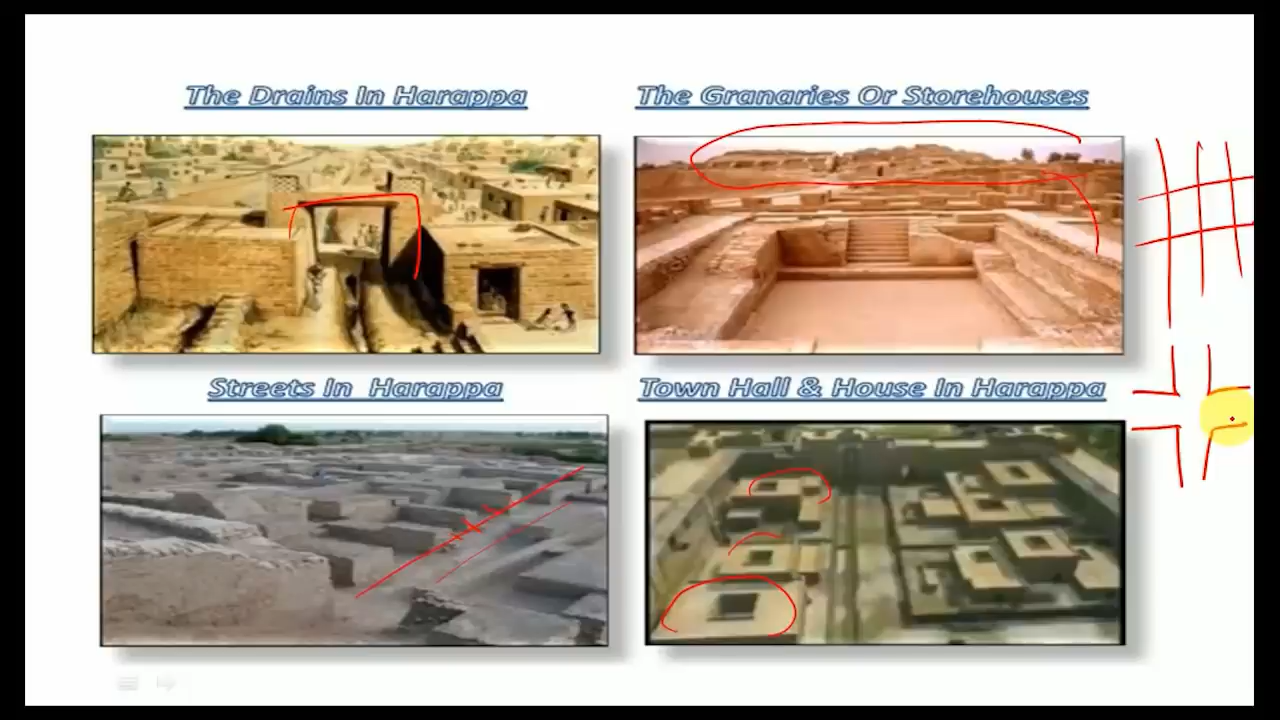 The Drains In Harappa
The Granaries Or Storehouses
Streets In Harappa
Town Hall & House In Harappa